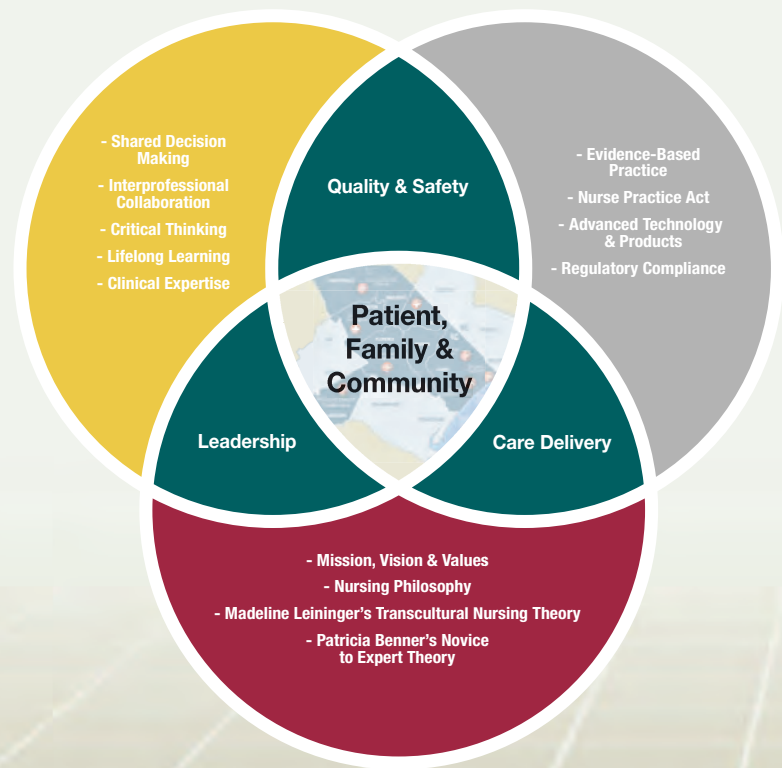 - Shared Decision
Making
- Interprofessional
Collaboration
- Critical Thinking
- Lifelong Learning
- Clinical Expertise
Quality & Safety
- Evidence-Based
Practice
- Nurse Practice Act
- Advanced Technology
& Products
- Regulatory Compliance
Patient,
Family &
Community
Leadership
Care Delivery
- Mission, Vision & Values
- Nursing Philosophy
- Madeline Leininger's Transcultural Nursing Theory
- Patricia Benner's Novice
to Expert Theory